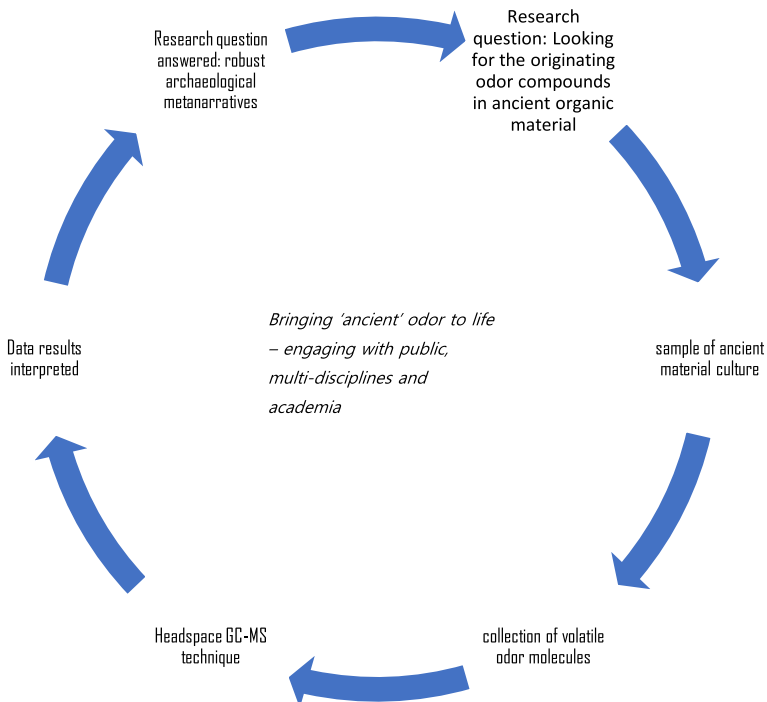 Research
question: Looking
for the originating
odor compounds
in ancient organic
material
sample of ancient
material culture
collection of volatile
odor molecules
Headspace GC-MS
technique
Data results
interpreted
Research question
answered: robust
archaeological
metanarratives
Bringing ‘ancient’ odor to life
– engaging with public,
multi-disciplines and
academia